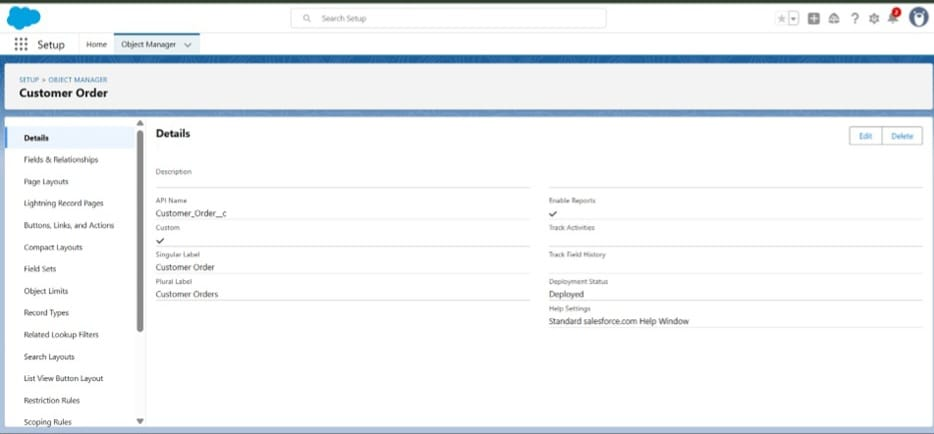 Search Setup
2
Setup
Home
Object Manager
SETUP > OBJECT MANAGER
Customer Order
Details
Fields & Relationships
Page Layouts
Lightning Record Pages
Buttons, Links, and Actions
Compact Layouts
Field Sets
Object Limits
Record Types
Related Lookup Filters
Search Layouts
List View Button Layout
Restriction Rules
Scoping Rules
Details
Edit
Delete
Description
API Name
Customer_Order__c
Custom
Singular Label
Customer Order
Plural Label
Customer Orders
Enable Reports
Track Activities
Track Field History
Deployment Status
Deployed
Help Settings
Standard salesforce.com Help Window